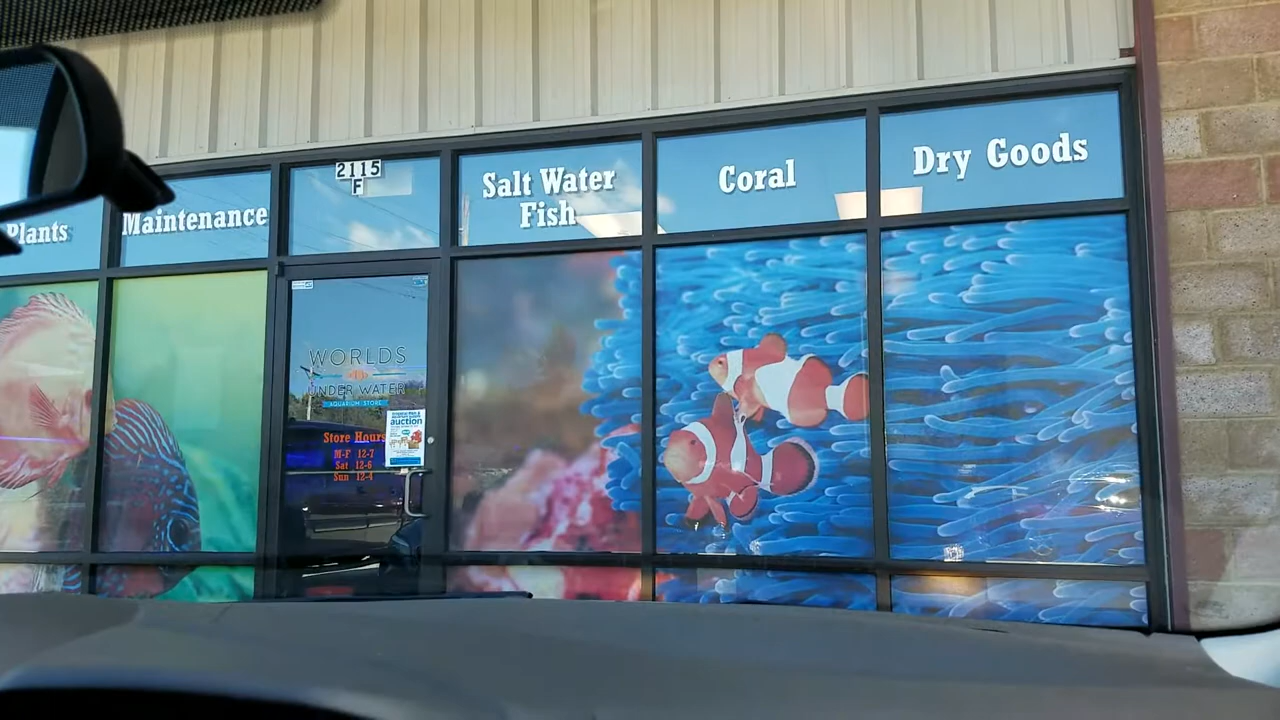 Plants
Maintenance
2115
F
Salt Water
Fish
Coral
Dry Goods
WORLDS
UNDER WATER
AQUARIUM STORE
auction
Store Hours
M-F 12-7
Sat 12-6
Sun 12-4